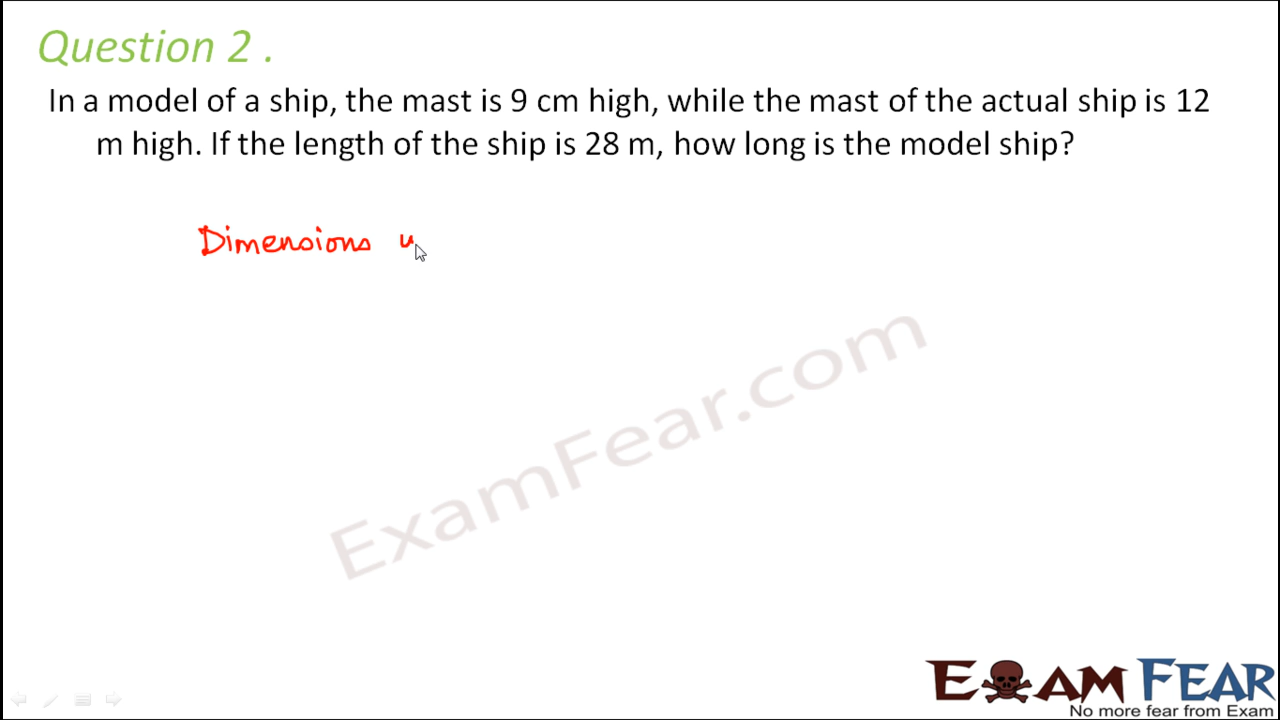 Question 2 .
In a model of a ship, the mast is 9 cm high, while the mast of the actual ship is 12
m high. If the length of the ship is 28 m, how long is the model ship?
Dimensions
ExamFear.com
EXAMFEAR
No more fear from Exam